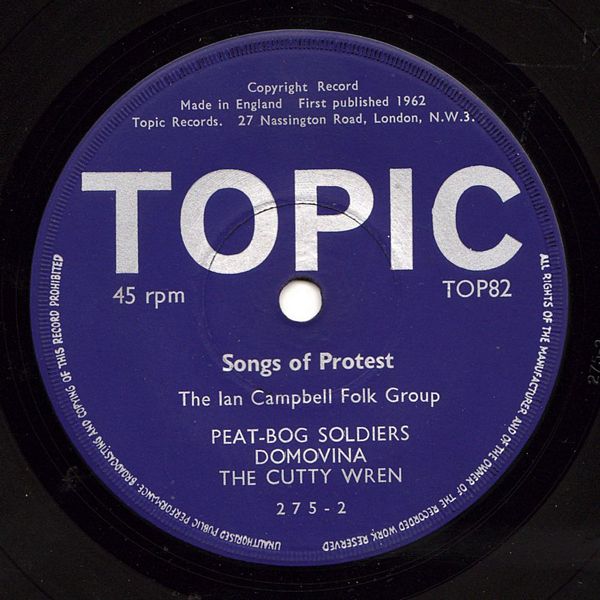 Copyright Record
Made in England First published 1962
Topic Records. 27 Nassington Road, London, N.W.3.
TOPIC
45 rpm
TOP82
Songs of Protest
The Ian Campbell Folk Group
PEAT-BOG SOLDIERS
DOMOVINA
THE CUTTY WREN
275-2
ALL RIGHTS OF THE MANUFACTURER AND OF THE OWNER OF THE RECORDED WORK RESERVED
UNAUTHORISED PUBLIC PERFORMANCE BROADCASTING AND COPYING OF THIS RECORD PROHIBITED